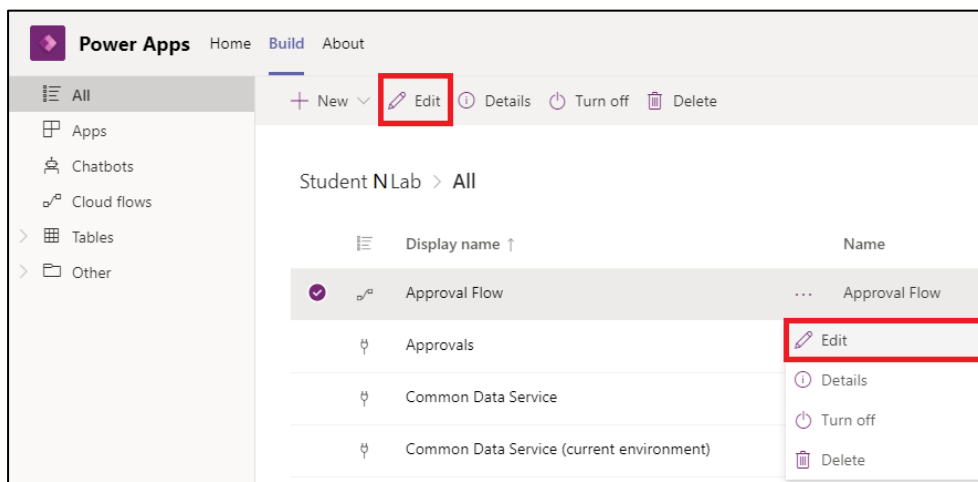 Power Apps Home Build About
All
Apps
Chatbots
Cloud flows
Tables
Other
New Edit Details Turn off Delete
Student N Lab > All
Display name ↑ Name
Approval Flow ... Approval Flow
Approvals
Common Data Service
Common Data Service (current environment)
Edit
Details
Turn off
Delete